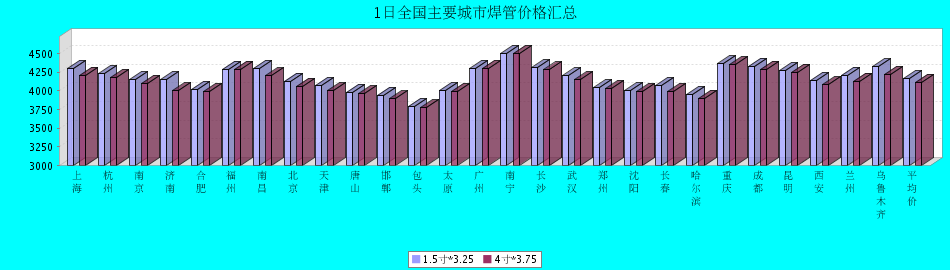 1日全国主要城市焊管价格汇总
4500
4250
4000
3750
3500
3250
3000
上海
杭州
南京
济南
合肥
福州
南昌
北京
天津
唐山
邯郸
包头
太原
广州
南宁
长沙
武汉
郑州
沈阳
长春
哈尔滨
重庆
成都
昆明
西安
兰州
乌鲁木齐
平均价
1.5寸*3.25
4寸*3.75